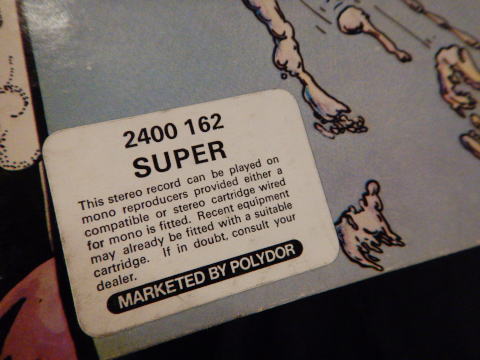 2400 162
SUPER
This stereo record can be played on
mono reproducers provided either a
compatible or stereo cartridge wired
for mono is fitted. Recent equipment
may already be fitted with a suitable
cartridge. If in doubt, consult your
dealer.
MARKETED BY POLYDOR